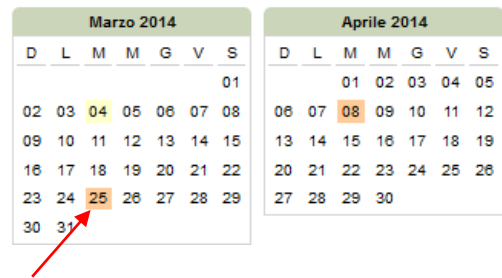 Marzo 2014
D L M M G V S
01
02 03 04 05 06 07 08
09 10 11 12 13 14 15
16 17 18 19 20 21 22
23 24 25 26 27 28 29
30 31
Aprile 2014
D L M M G V S
01 02 03 04 05
06 07 08 09 10 11 12
13 14 15 16 17 18 19
20 21 22 23 24 25 26
27 28 29 30